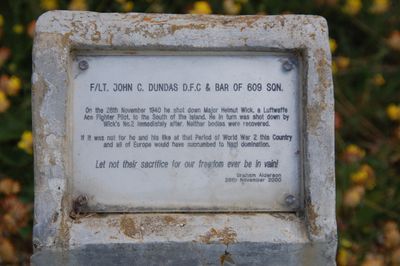 F/LT. JOHN C. DUNDAS D.F.C & BAR OF 609 SQN.
On the 28th November 1940 he shot down Major Helmut Wick, a Luftwaffe
Ace Fighter Pilot, to the South of the Island. He in turn was shot down by
Wick's No.2 immediately after. Neither bodies were recovered.
If it was not for he and his like at that Period of World War 2 this Country
and all of Europe would have succumbed to Nazi domination.
Let not their sacrifice for our freedom ever be in vain!
Graham Alderson
28th November 2000